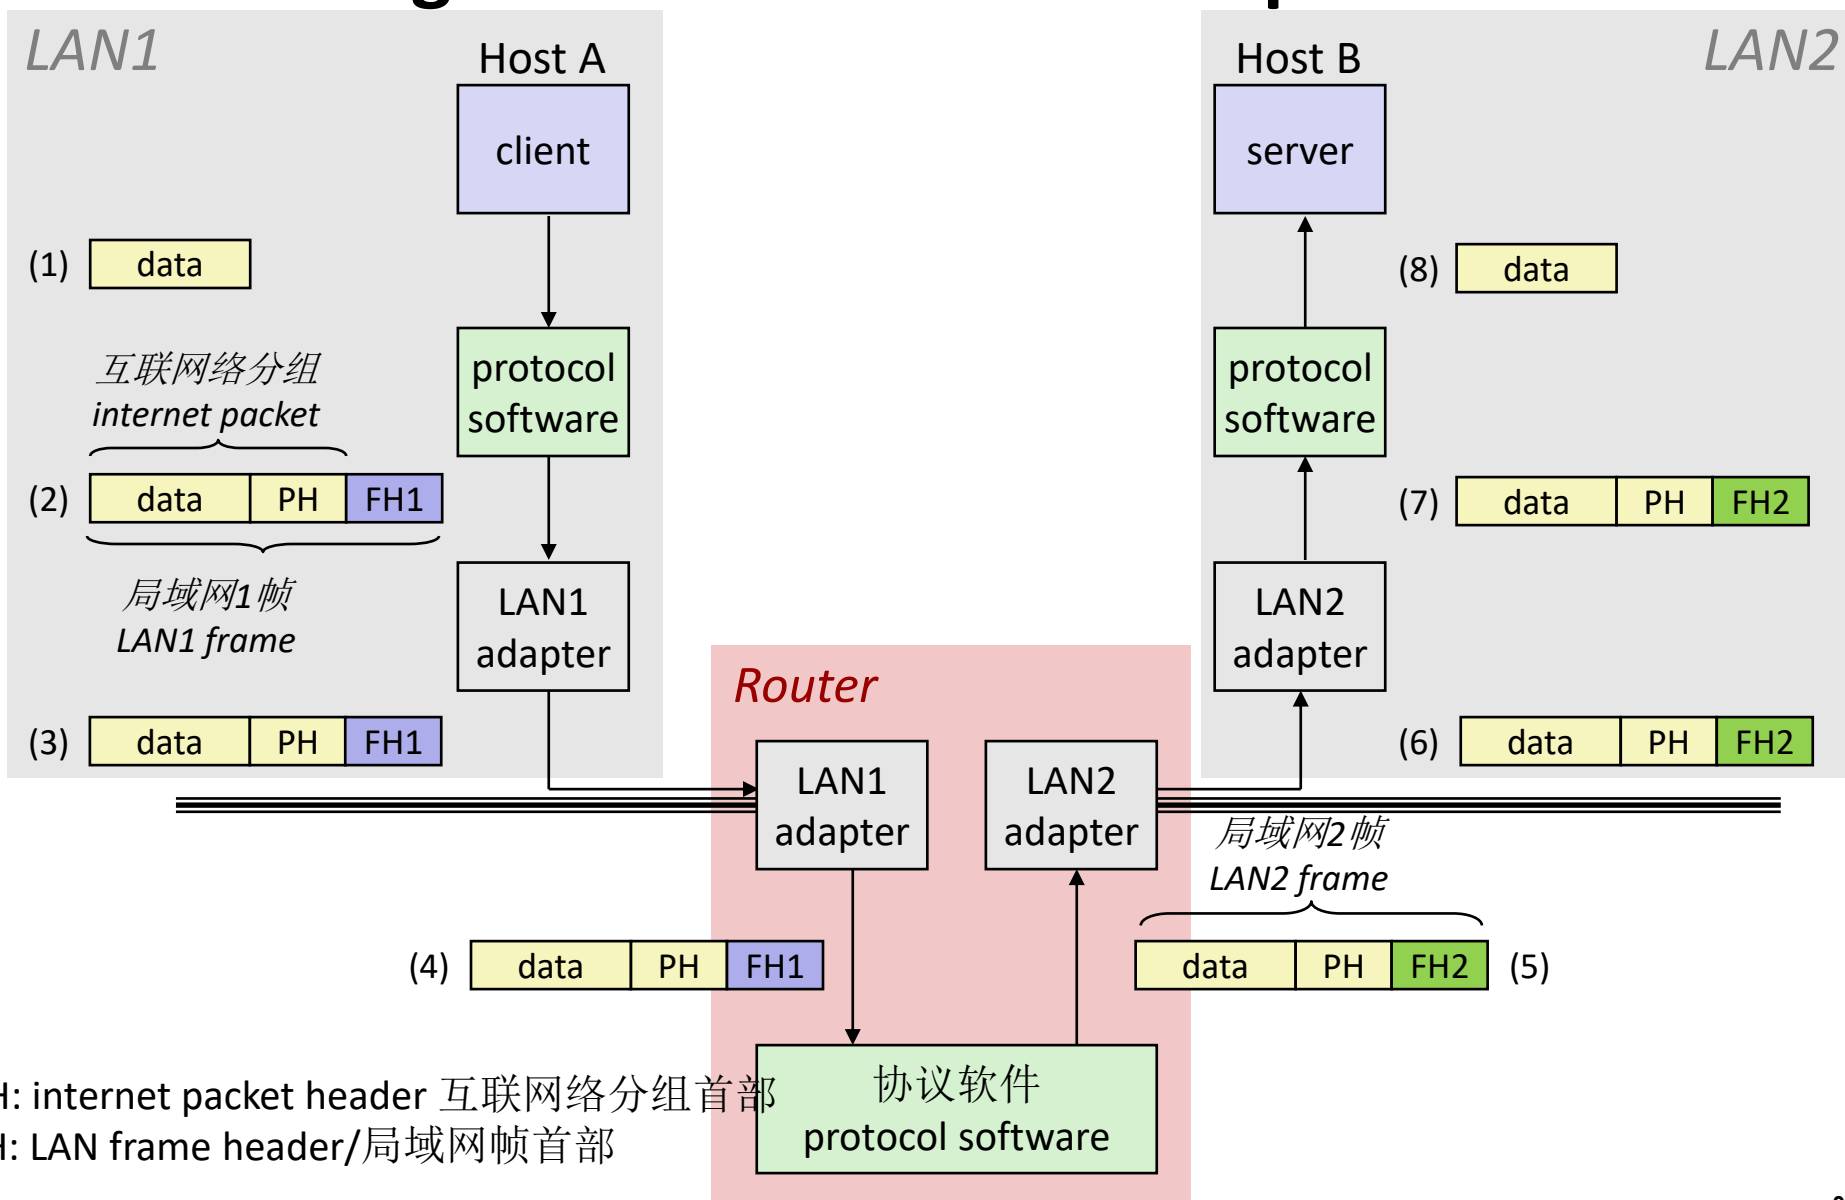 LAN1
Host A
Host B
LAN2
client
server
(1) data
(8) data
互联网络分组
internet packet
protocol
software
protocol
software
(2) data PH FH1
(7) data PH FH2
局域网1帧
LAN1 frame
LAN1
adapter
LAN2
adapter
Router
(3) data PH FH1
(6) data PH FH2
LAN1
adapter
LAN2
adapter
局域网2帧
LAN2 frame
(4) data PH FH1
data PH FH2 (5)
协议软件
protocol software
H: internet packet header 互联网络分组首部
H: LAN frame header/局域网帧首部